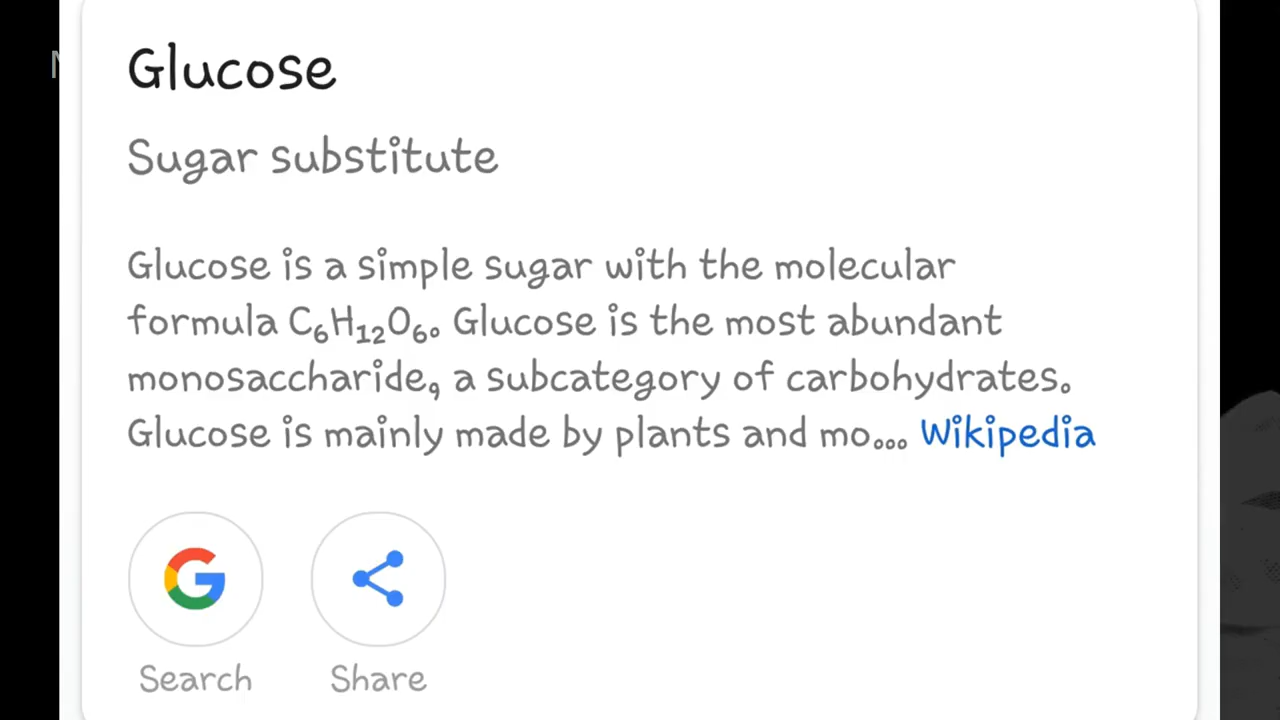 Glucose
Sugar substitute
Glucose is a simple sugar with the molecular
formula C₆H₁₂O₆. Glucose is the most abundant
monosaccharide, a subcategory of carbohydrates.
Glucose is mainly made by plants and mo... Wikipedia
Search Share